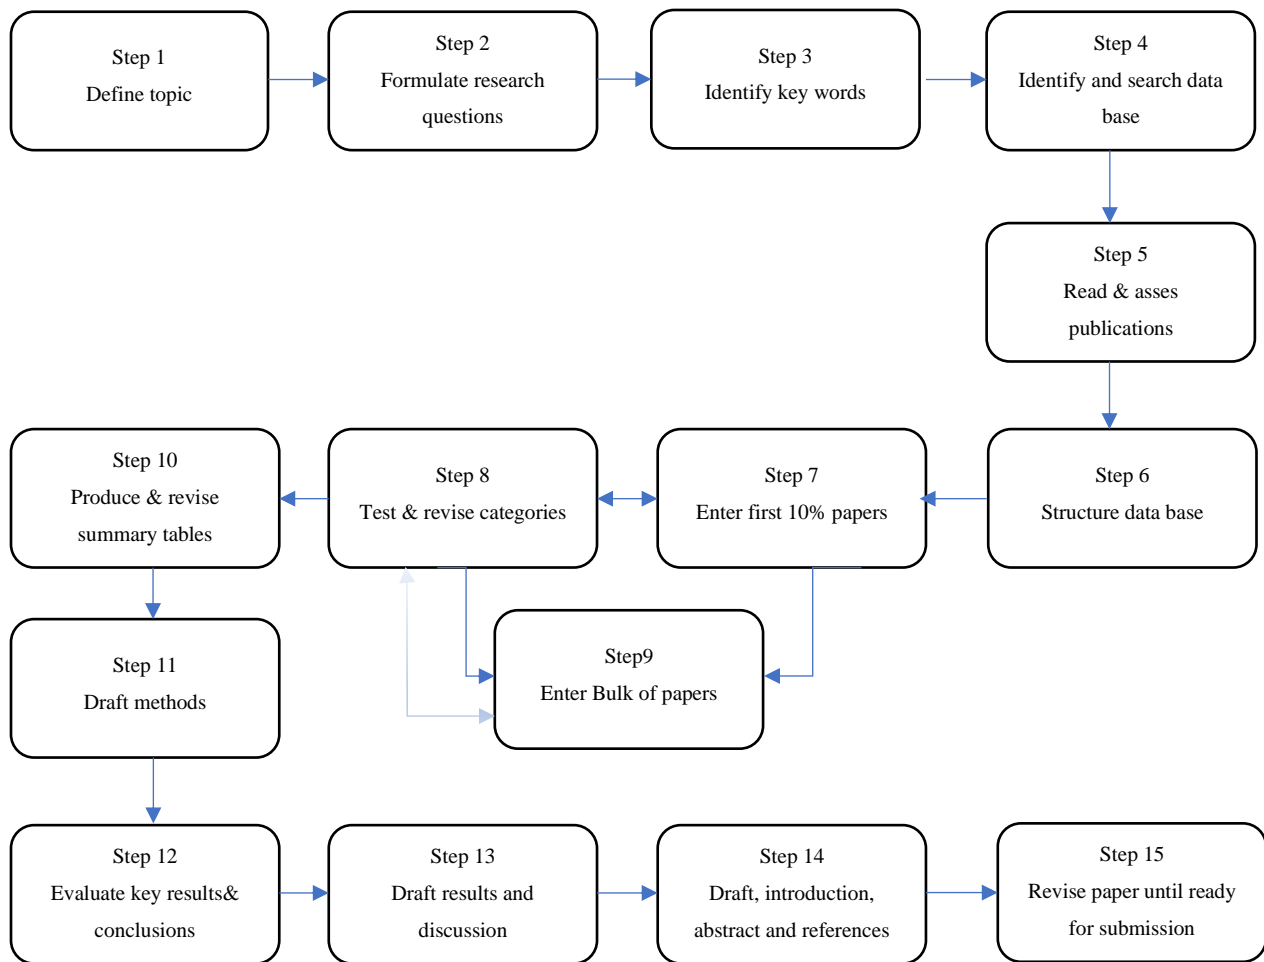 Step 1
Define topic
Step 2
Formulate research
questions
Step 3
Identify key words
Step 4
Identify and search data
base
Step 5
Read & asses
publications
Step 6
Structure data base
Step 7
Enter first 10% papers
Step 8
Test & revise categories
Step9
Enter Bulk of papers
Step 10
Produce & revise
summary tables
Step 11
Draft methods
Step 12
Evaluate key results&
conclusions
Step 13
Draft results and
discussion
Step 14
Draft, introduction,
abstract and references
Step 15
Revise paper until ready
for submission